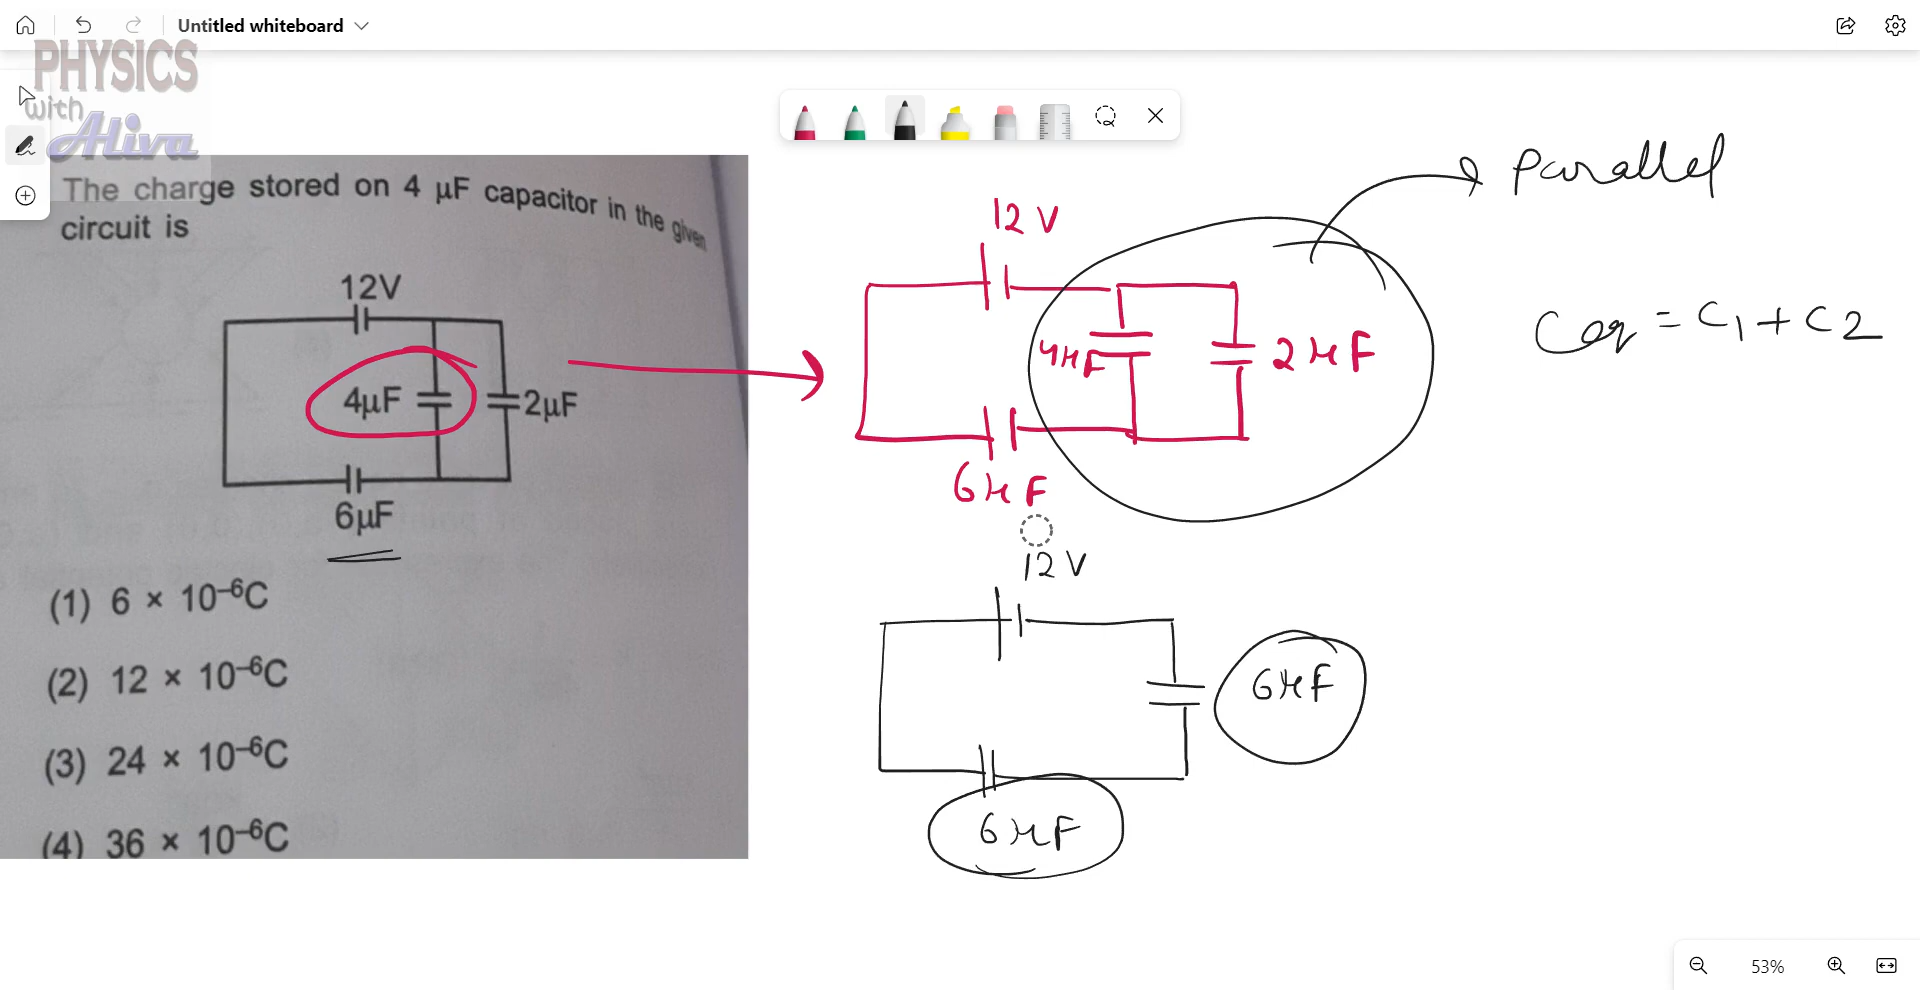 Untitled whiteboard
PHYSICS
with
Aliva
The charge stored on 4 μF capacitor in the given
circuit is
12V
4μF
2μF
6μF
(1) 6 × 10⁻⁶C
(2) 12 × 10⁻⁶C
(3) 24 × 10⁻⁶C
(4) 36 × 10⁻⁶C
Parallel
12 V
4μF
2μF
6μF
Ceq = C1 + C2
12 V
6μF
6μF
53%